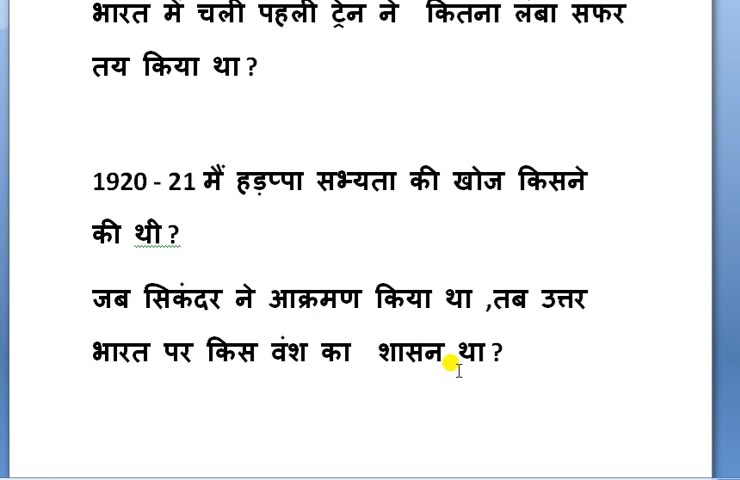 भारत में चली पहली ट्रेन ने कितना लंबा सफर
तय किया था ?
1920 - 21 मैं हड़प्पा सभ्यता की खोज किसने
की थी ?
जब सिकंदर ने आक्रमण किया था ,तब उत्तर
भारत पर किस वंश का शासन था ?